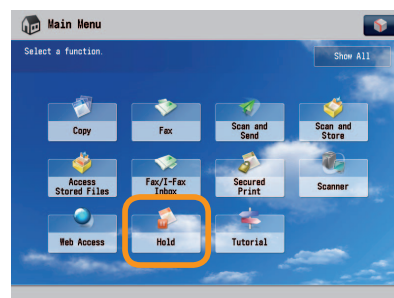 Main Menu
Select a function.
Show All
Copy
Fax
Scan and
Send
Scan and
Store
Access
Stored Files
Fax/I-Fax
Inbox
Secured
Print
Scanner
Web Access
Hold
Tutorial